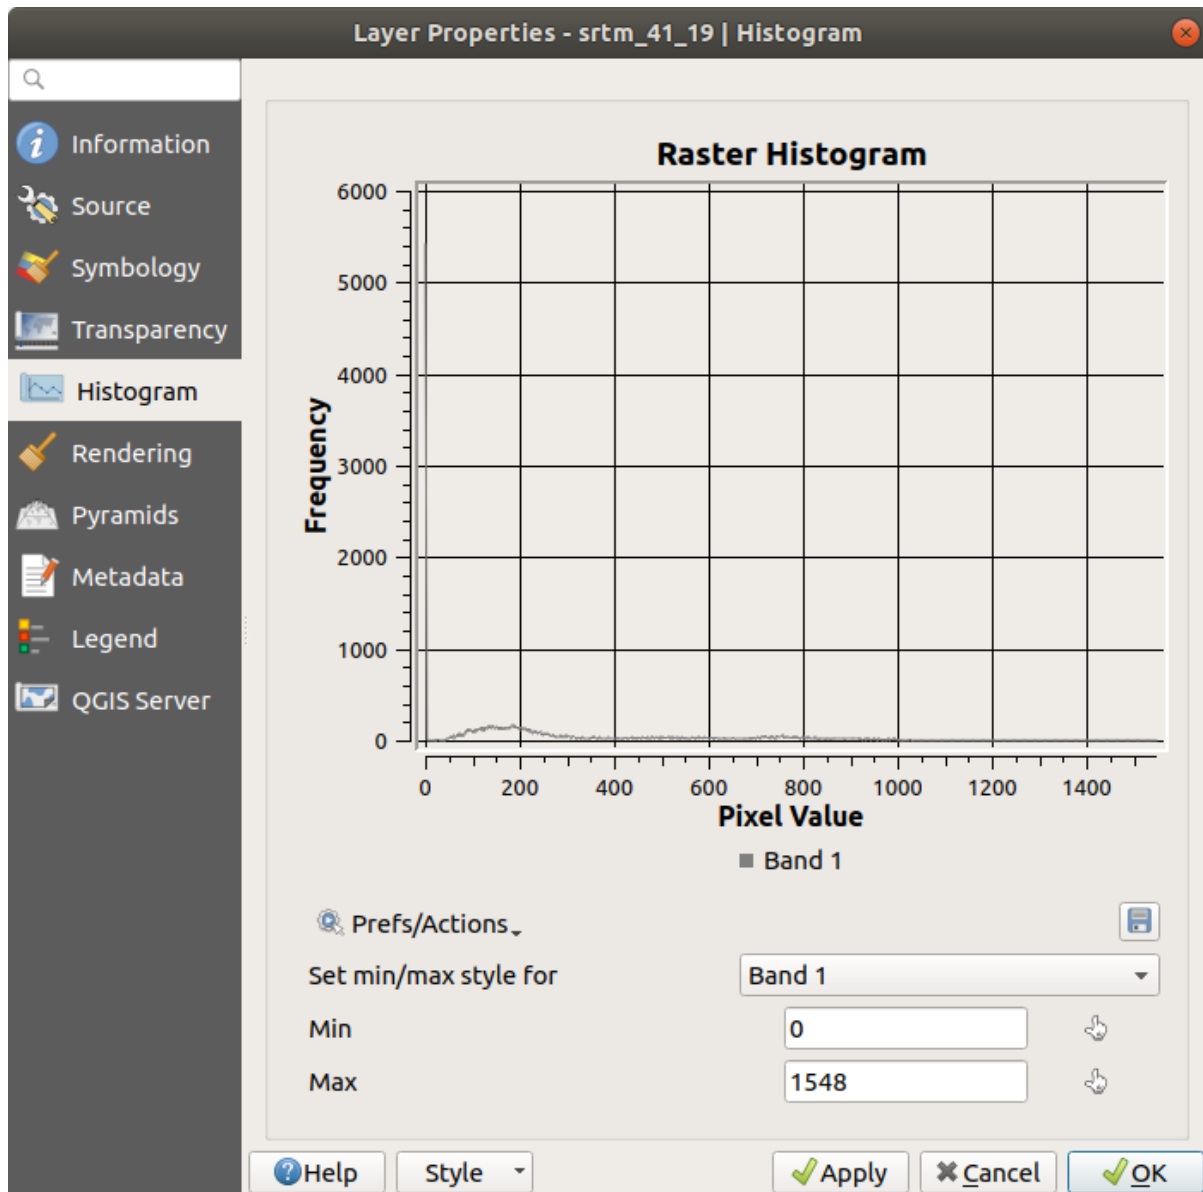 Layer Properties - srtm_41_19 | Histogram
Information
Source
Symbology
Transparency
Histogram
Rendering
Pyramids
Metadata
Legend
QGIS Server
Raster Histogram
6000
5000
4000
3000
2000
1000
0
Frequency
0 200 400 600 800 1000 1200 1400
Pixel Value
Band 1
Prefs/Actions
Set min/max style for Band 1
Min 0
Max 1548
Help Style Apply Cancel OK